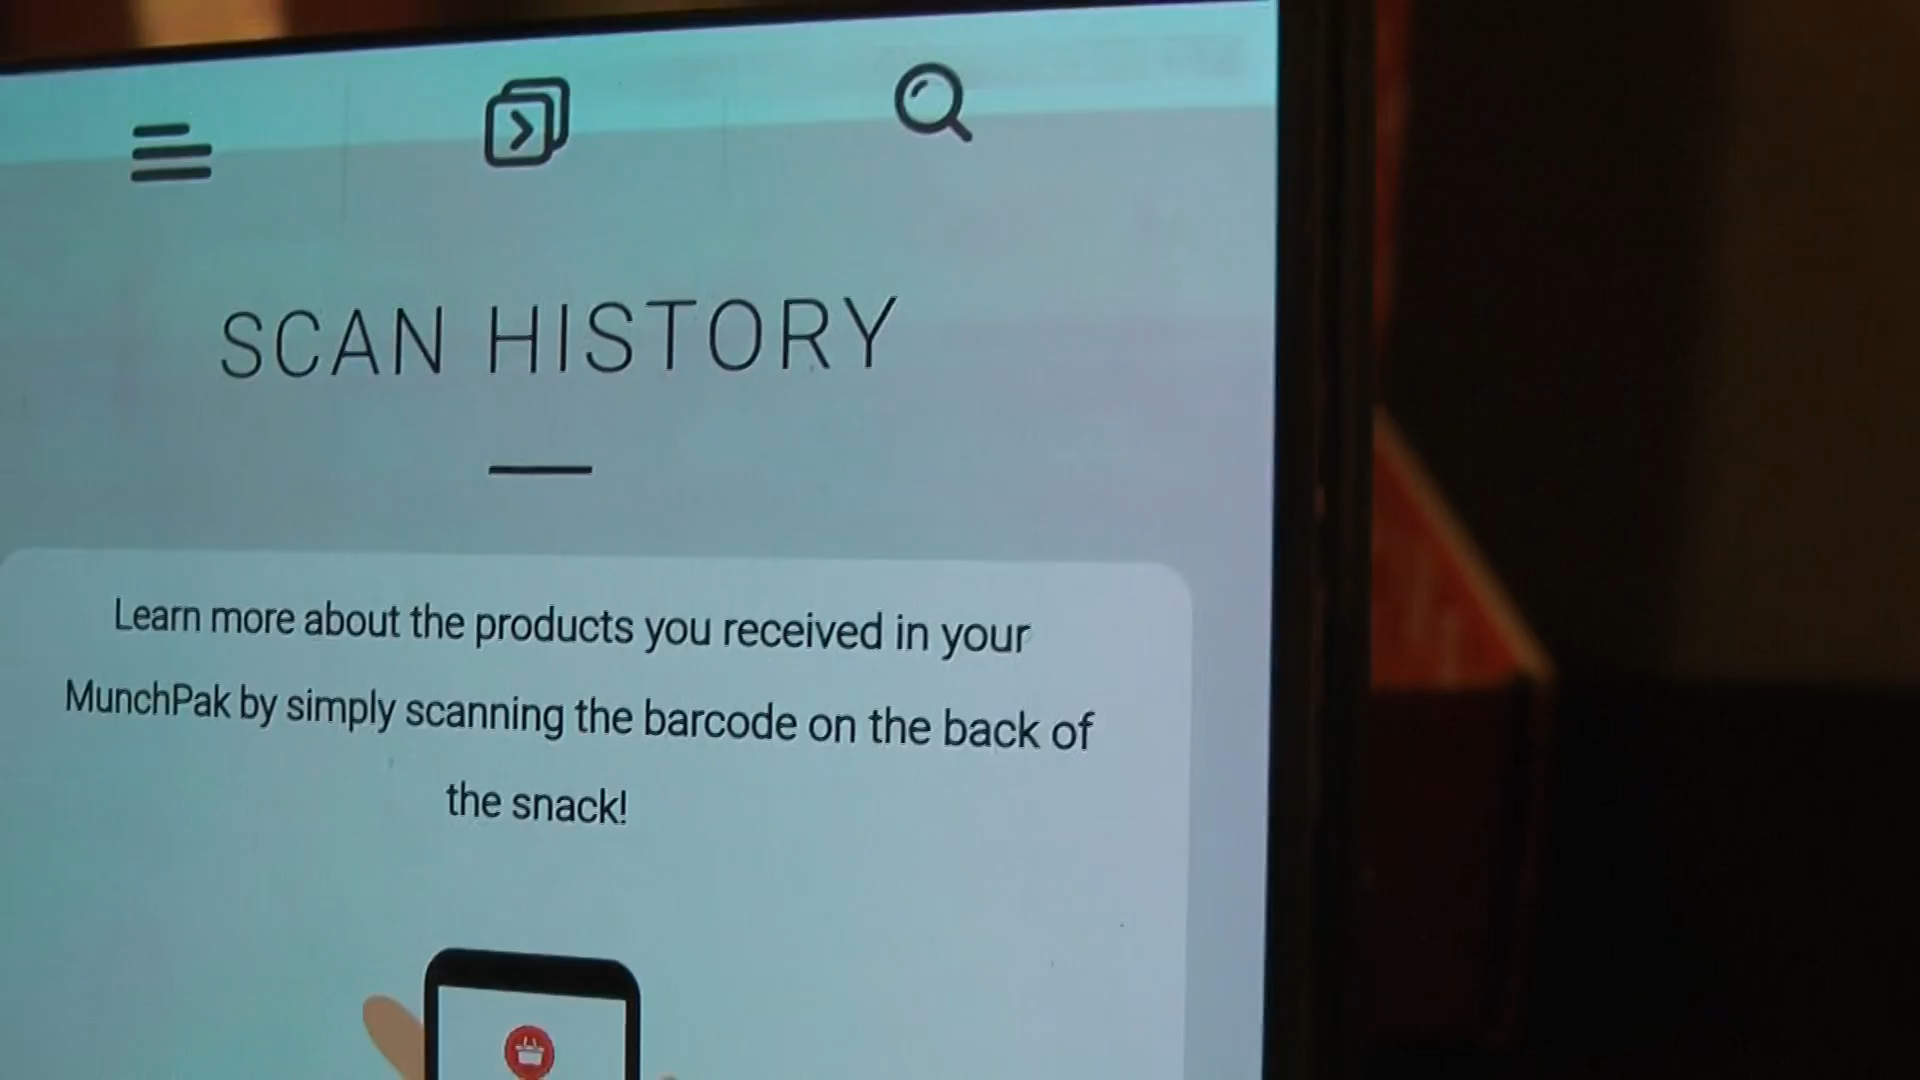 SCAN HISTORY
Learn more about the products you received in your
MunchPak by simply scanning the barcode on the back of
the snack!